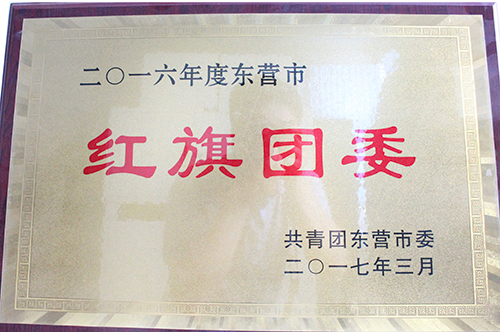 二〇一六年度东营市
红旗团委
共青团东营市委
二〇一七年三月